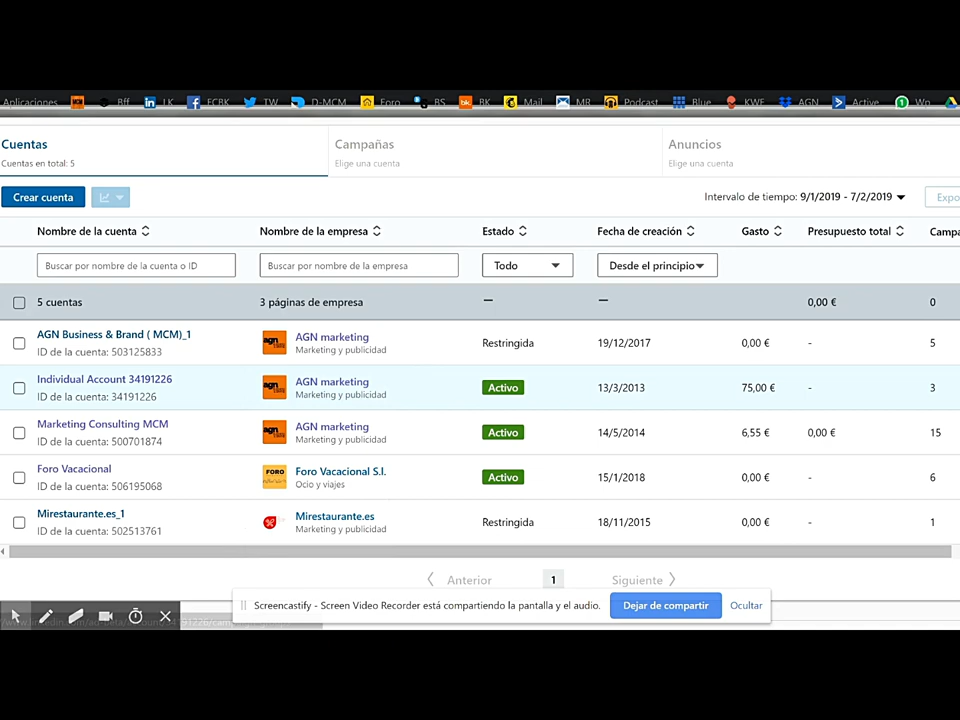 Aplicaciones Bff LK FCBK TW D-MCM Foro BS BK Mail MR Podcast Blue KWF AGN Active Wp
Cuentas Campañas Anuncios
Cuentas en total: 5 Elige una cuenta Elige una cuenta
Crear cuenta Intervalo de tiempo: 9/1/2019 - 7/2/2019 Expo
Nombre de la cuenta Nombre de la empresa Estado Fecha de creación Gasto Presupuesto total Campa
Buscar por nombre de la cuenta o ID Buscar por nombre de la empresa Todo Desde el principio
5 cuentas 3 páginas de empresa — — 0,00 € 0
AGN Business & Brand ( MCM)_1 AGN marketing Restringida 19/12/2017 0,00 € - 5
ID de la cuenta: 503125833 Marketing y publicidad
Individual Account 34191226 AGN marketing Activo 13/3/2013 75,00 € - 3
ID de la cuenta: 34191226 Marketing y publicidad
Marketing Consulting MCM AGN marketing Activo 14/5/2014 6,55 € 0,00 € 15
ID de la cuenta: 500701874 Marketing y publicidad
Foro Vacacional FORO Foro Vacacional S.l. Activo 15/1/2018 0,00 € - 6
ID de la cuenta: 506195068 Ocio y viajes
Mirestaurante.es_1 Mirestaurante.es Restringida 18/11/2015 0,00 € - 1
ID de la cuenta: 502513761 Marketing y publicidad
Anterior 1 Siguiente
Screencastify - Screen Video Recorder está compartiendo la pantalla y el audio. Dejar de compartir Ocultar